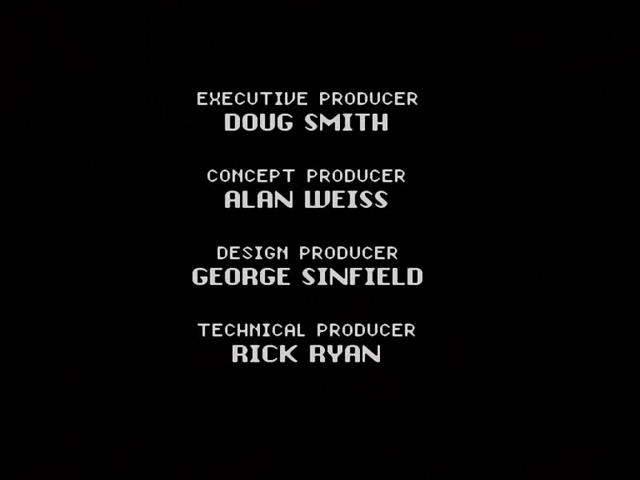 EXECUTIVE PRODUCER
DOUG SMITH
CONCEPT PRODUCER
ALAN WEISS
DESIGN PRODUCER
GEORGE SINFIELD
TECHNICAL PRODUCER
RICK RYAN